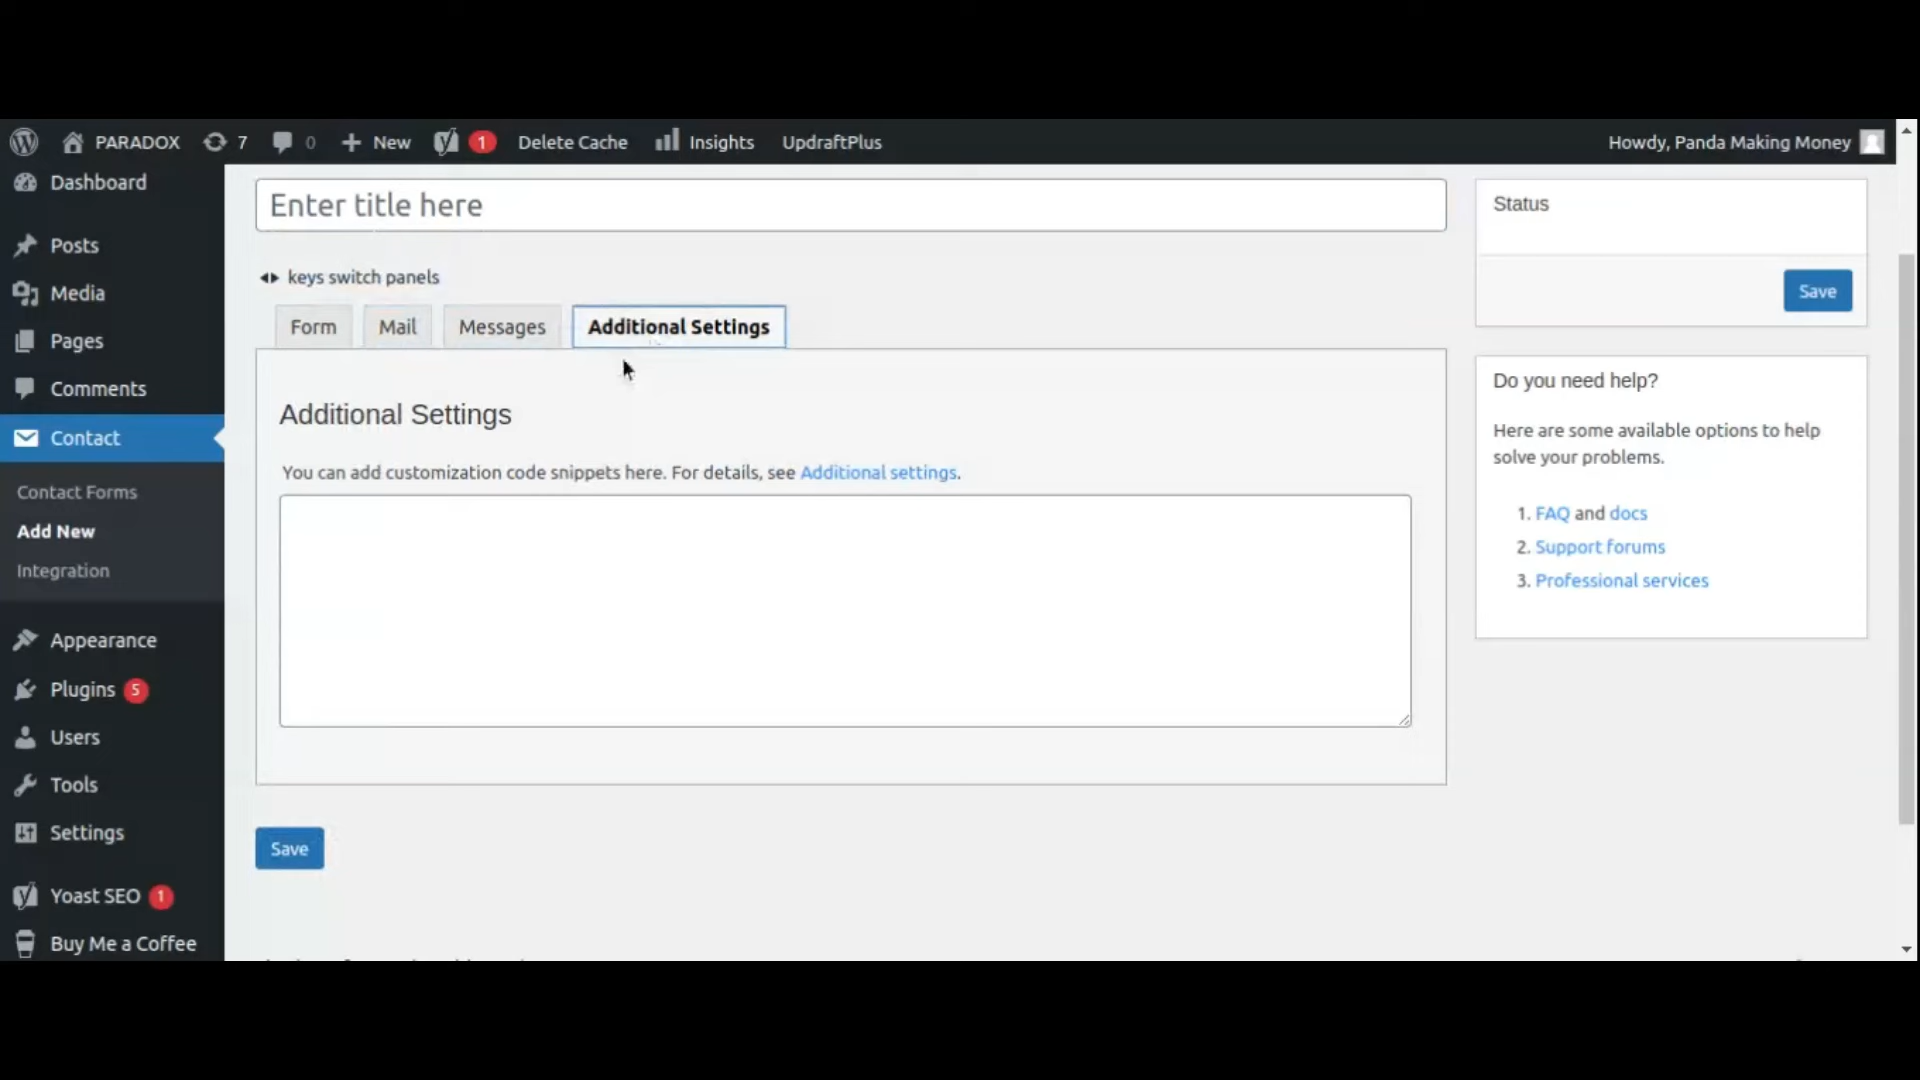 PARADOX 7 0 New 1 Delete Cache Insights UpdraftPlus Howdy, Panda Making Money
Dashboard
Posts
Media
Pages
Comments
Contact
Contact Forms
Add New
Integration
Appearance
Plugins 5
Users
Tools
Settings
Yoast SEO 1
Buy Me a Coffee
Enter title here
keys switch panels
Form Mail Messages Additional Settings
Additional Settings
You can add customization code snippets here. For details, see Additional settings.
Save
Status
Save
Do you need help?
Here are some available options to help
solve your problems.
1. FAQ and docs
2. Support forums
3. Professional services